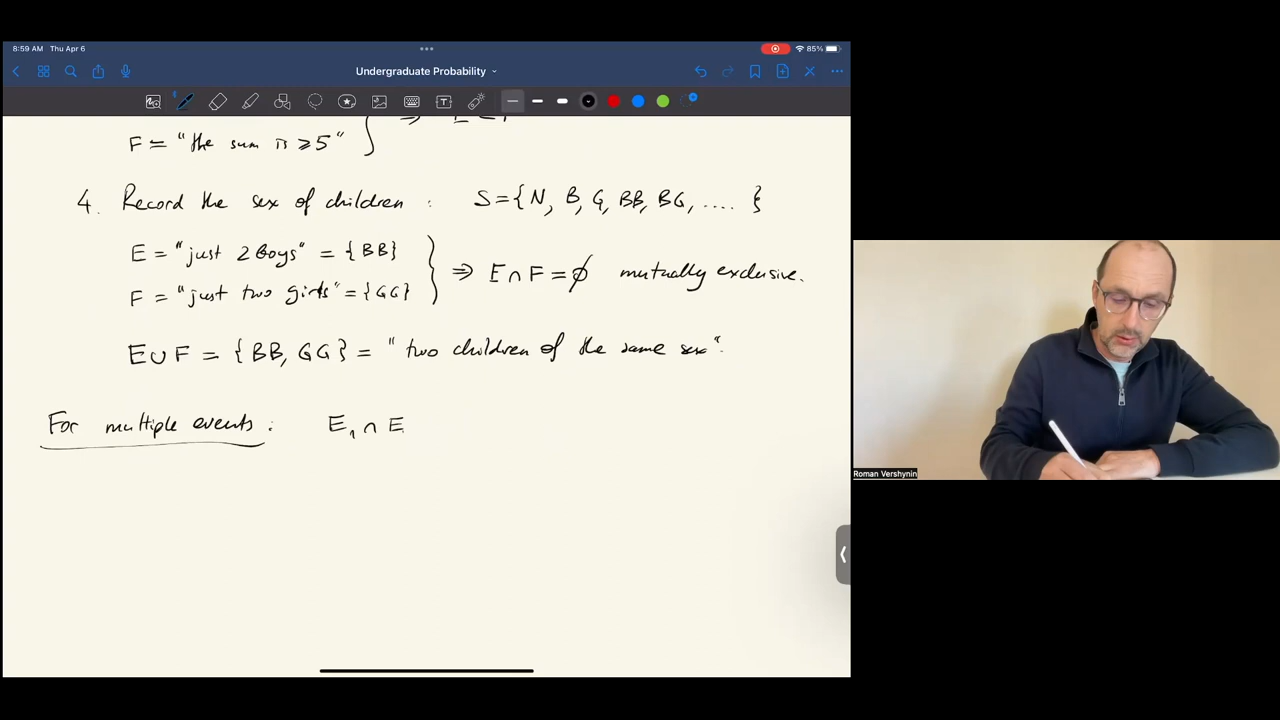 8:59 AM Thu Apr 6
85%
Undergraduate Probability
F = "the sum is ≥ 5" } ⇒
4. Record the sex of children : S = {N, B, G, BB, BG, .... }
E = "just 2 boys" = {BB}
F = "just two girls" = {GG}
} ⇒ E ∩ F = ∅ mutually exclusive.
E ∪ F = {BB, GG} = "two children of the same sex".
For multiple events : E₁ ∩ E
Roman Vershynin